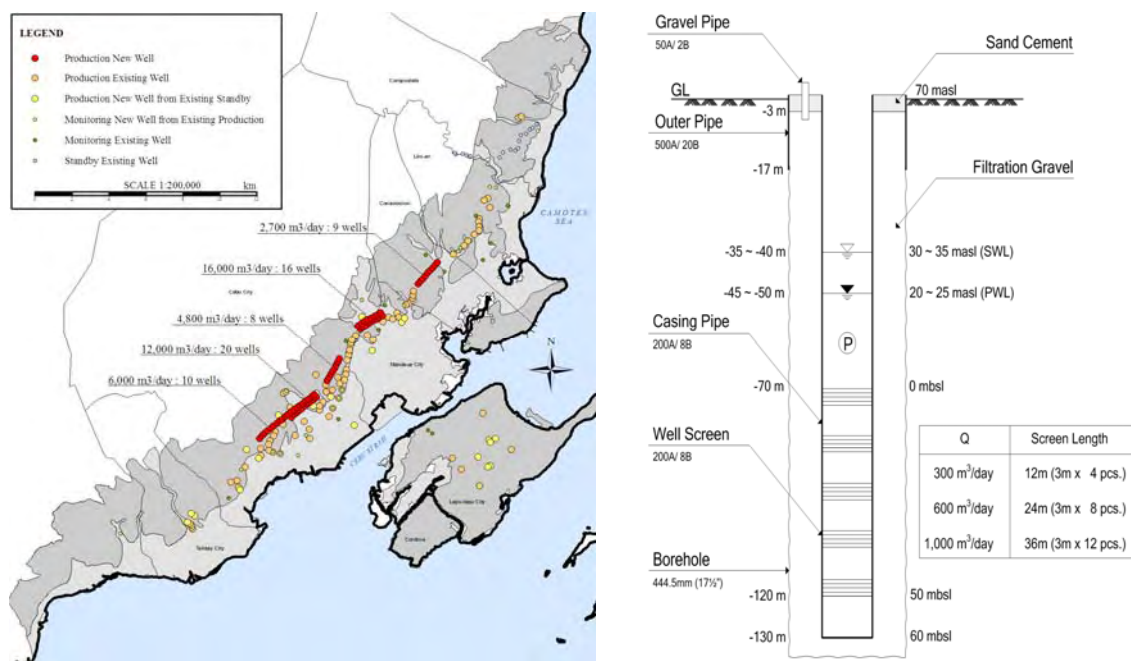 LEGEND
Production New Well
Production Existing Well
Production New Well from Existing Standby
Monitoring New Well from Existing Production
Monitoring Existing Well
Standby Existing Well
SCALE 1:200,000 km
Compostela
Liloan
Consolacion
CAMOTES
SEA
2,700 m3/day : 9 wells
16,000 m3/day : 16 wells
Cebu City
4,800 m3/day : 8 wells
Mandaue City
12,000 m3/day : 20 wells
6,000 m3/day : 10 wells
CEBU STRAIT
Lapu-Lapu City
Cordova
Talisay City
Gravel Pipe
50A/ 2B
Sand Cement
GL
70 masl
-3 m
Outer Pipe
500A/ 20B
-17 m
Filtration Gravel
-35 ~ -40 m
30 ~ 35 masl (SWL)
-45 ~ -50 m
20 ~ 25 masl (PWL)
Casing Pipe
200A/ 8B
P
-70 m
0 mbsl
Well Screen
200A/ 8B
Q Screen Length
300 m³/day 12m (3m x 4 pcs.)
600 m³/day 24m (3m x 8 pcs.)
1,000 m³/day 36m (3m x 12 pcs.)
Borehole
444.5mm (17½")
-120 m
50 mbsl
-130 m
60 mbsl